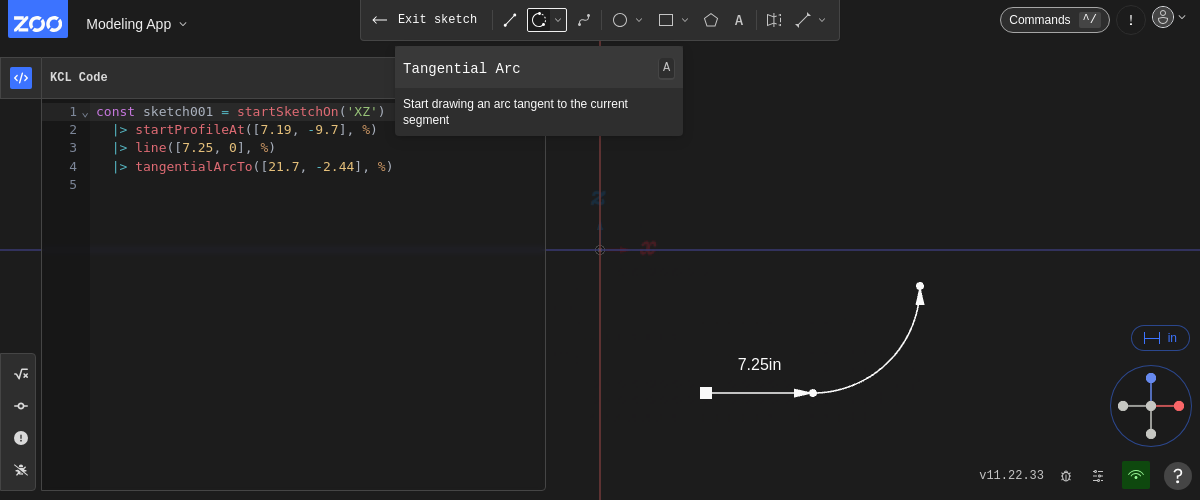 ZOO
Modeling App
Exit sketch
A
Commands ^/
!
Tangential Arc A
Start drawing an arc tangent to the current
segment
KCL Code
1 const sketch001 = startSketchOn('XZ')
2 |> startProfileAt([7.19, -9.7], %)
3 |> line([7.25, 0], %)
4 |> tangentialArcTo([21.7, -2.44], %)
5
z
x
7.25in
in
v11.22.33
?